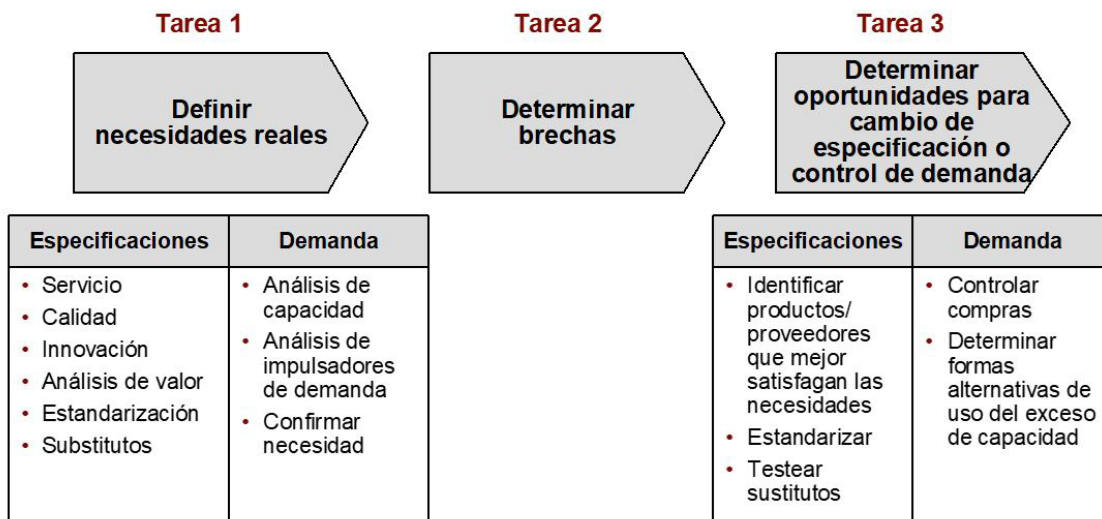 Tarea 1
Tarea 2
Tarea 3
Definir
necesidades reales
Determinar
brechas
Determinar
oportunidades para
cambio de
especificación o
control de demanda
Especificaciones
Demanda
• Servicio
• Calidad
• Innovación
• Análisis de valor
• Estandarización
• Substitutos
• Análisis de
capacidad
• Análisis de
impulsadores
de demanda
• Confirmar
necesidad
Especificaciones
Demanda
• Identificar
productos/
proveedores
que mejor
satisfagan las
necesidades
• Estandarizar
• Testear
sustitutos
• Controlar
compras
• Determinar
formas
alternativas de
uso del exceso
de capacidad